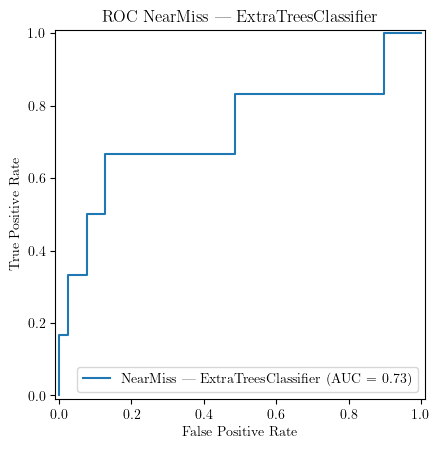 ROC NearMiss — ExtraTreesClassifier
1.0
0.8
0.6
0.4
0.2
0.0
True Positive Rate
NearMiss — ExtraTreesClassifier (AUC = 0.73)
0.0 0.2 0.4 0.6 0.8 1.0
False Positive Rate